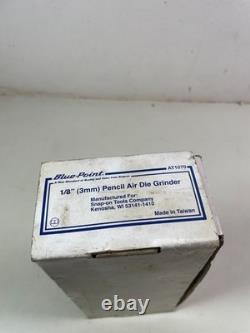 Blue-Point
AT107D
1/8" (3mm) Pencil Air Die Grinder
Manufactured For:
Snap-on Tools Company
Kenosha, WI 53141-1410
Made in Taiwan